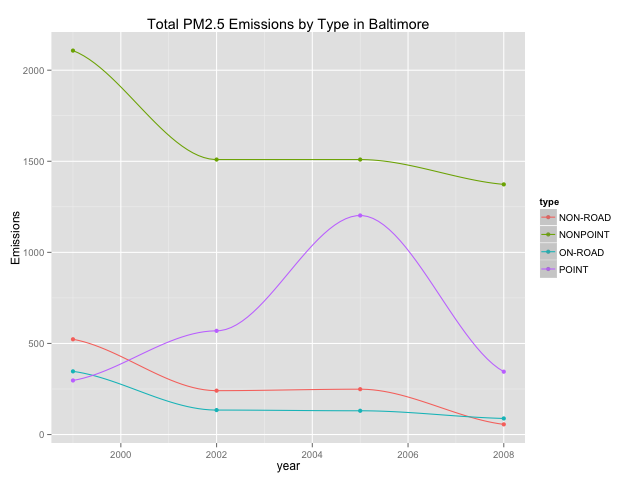 Total PM2.5 Emissions by Type in Baltimore
2000
1500
1000
500
0
Emissions
2000
2002
2004
2006
2008
year
type
NON-ROAD
NONPOINT
ON-ROAD
POINT